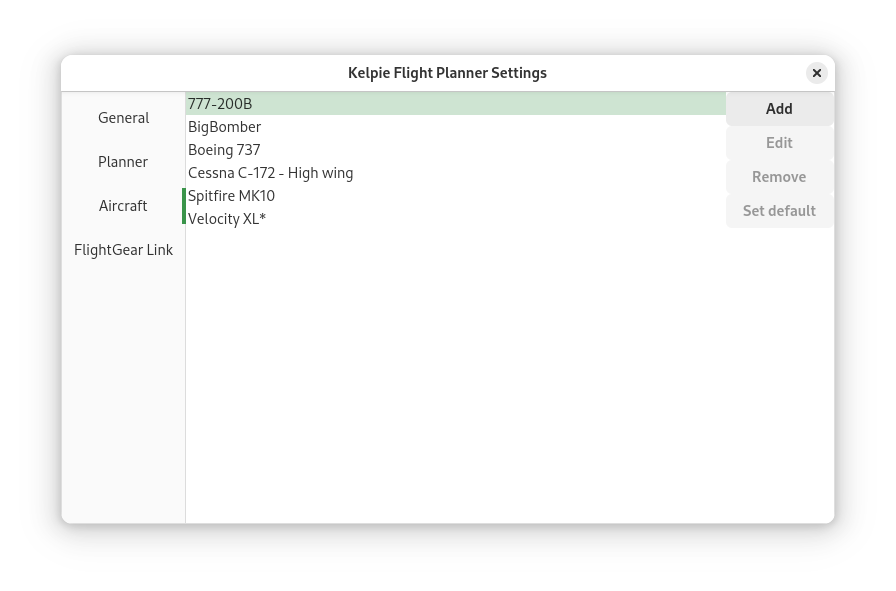 Kelpie Flight Planner Settings
General
Planner
Aircraft
FlightGear Link
777-200B
BigBomber
Boeing 737
Cessna C-172 - High wing
Spitfire MK10
Velocity XL*
Add
Edit
Remove
Set default